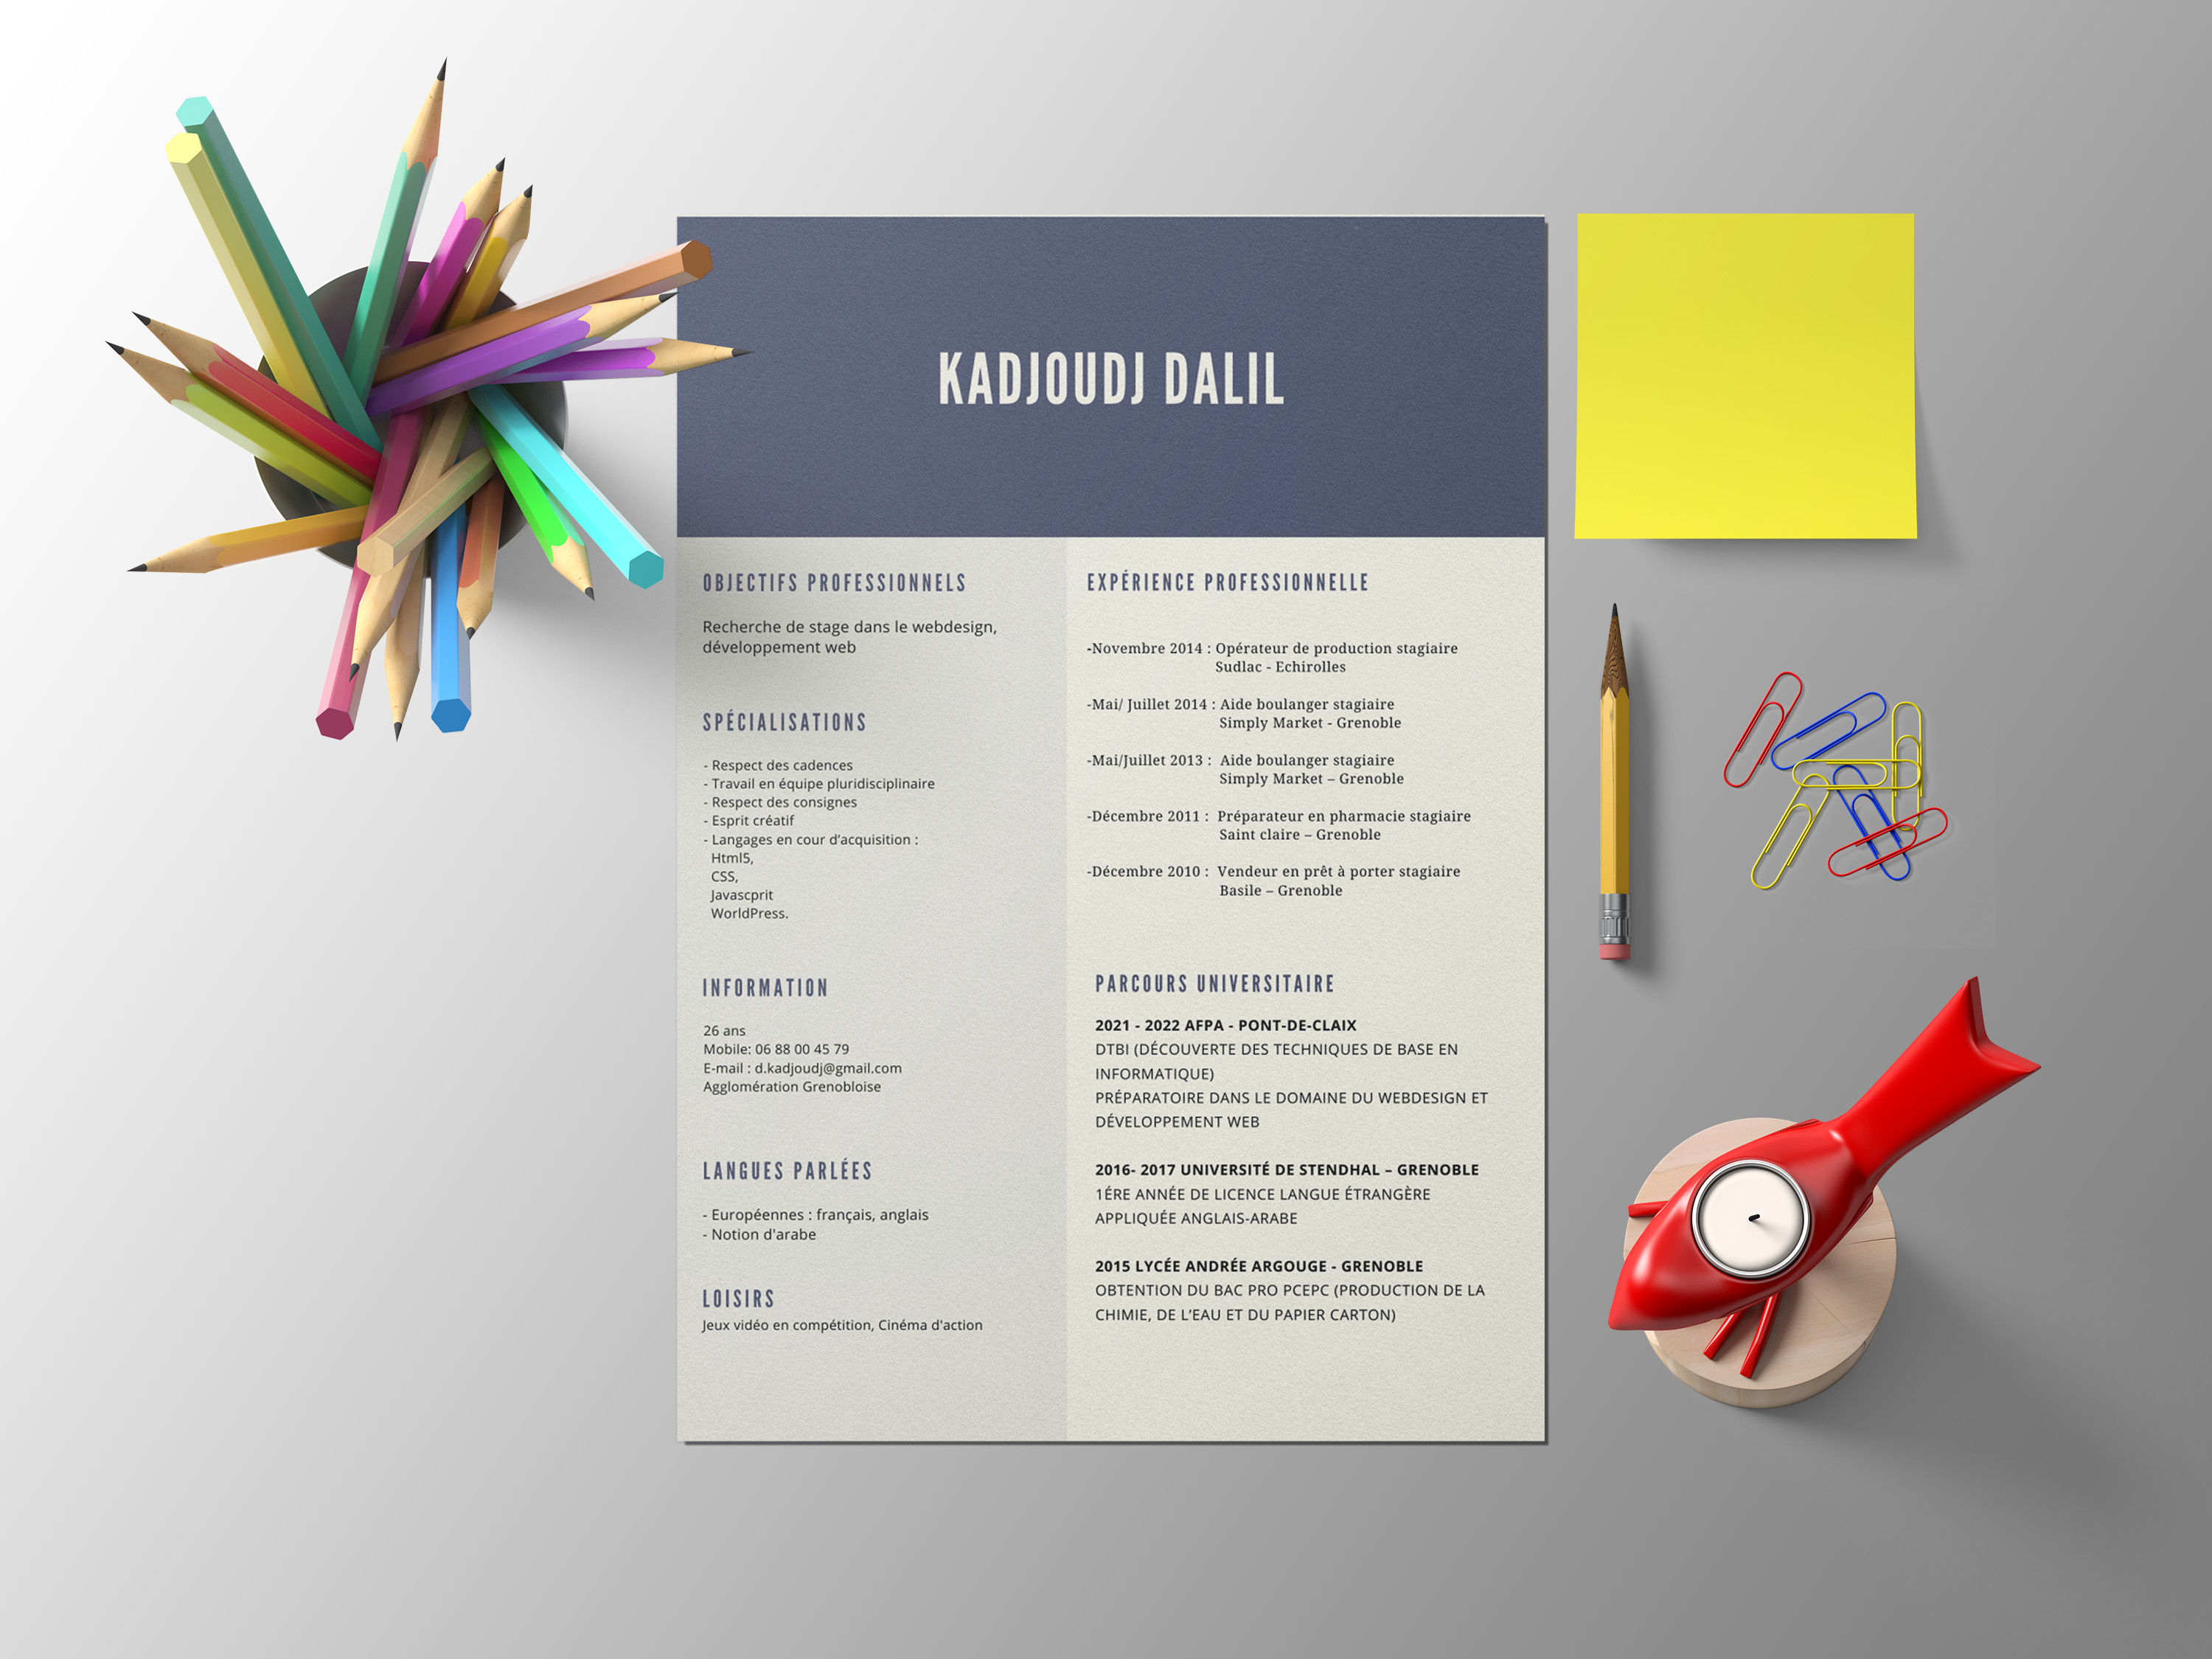 KADJOUDJ DALIL
OBJECTIFS PROFESSIONNELS
Recherche de stage dans le webdesign,
développement web
SPÉCIALISATIONS
- Respect des cadences
- Travail en équipe pluridisciplinaire
- Respect des consignes
- Esprit créatif
- Langages en cour d’acquisition :
Html5,
CSS,
Javascprit
WorldPress.
INFORMATION
26 ans
Mobile: 06 88 00 45 79
E-mail : d.kadjoudj@gmail.com
Agglomération Grenobloise
LANGUES PARLÉES
- Européennes : français, anglais
- Notion d'arabe
LOISIRS
Jeux vidéo en compétition, Cinéma d'action
EXPÉRIENCE PROFESSIONNELLE
-Novembre 2014 : Opérateur de production stagiaire
Sudlac - Echirolles
-Mai/ Juillet 2014 : Aide boulanger stagiaire
Simply Market - Grenoble
-Mai/Juillet 2013 : Aide boulanger stagiaire
Simply Market – Grenoble
-Décembre 2011 : Préparateur en pharmacie stagiaire
Saint claire – Grenoble
-Décembre 2010 : Vendeur en prêt à porter stagiaire
Basile – Grenoble
PARCOURS UNIVERSITAIRE
2021 - 2022 AFPA - PONT-DE-CLAIX
DTBI (DÉCOUVERTE DES TECHNIQUES DE BASE EN
INFORMATIQUE)
PRÉPARATOIRE DANS LE DOMAINE DU WEBDESIGN ET
DÉVELOPPEMENT WEB
2016- 2017 UNIVERSITÉ DE STENDHAL – GRENOBLE
1ÉRE ANNÉE DE LICENCE LANGUE ÉTRANGÈRE
APPLIQUÉE ANGLAIS-ARABE
2015 LYCÉE ANDRÉE ARGOUGE - GRENOBLE
OBTENTION DU BAC PRO PCEPC (PRODUCTION DE LA
CHIMIE, DE L’EAU ET DU PAPIER CARTON)